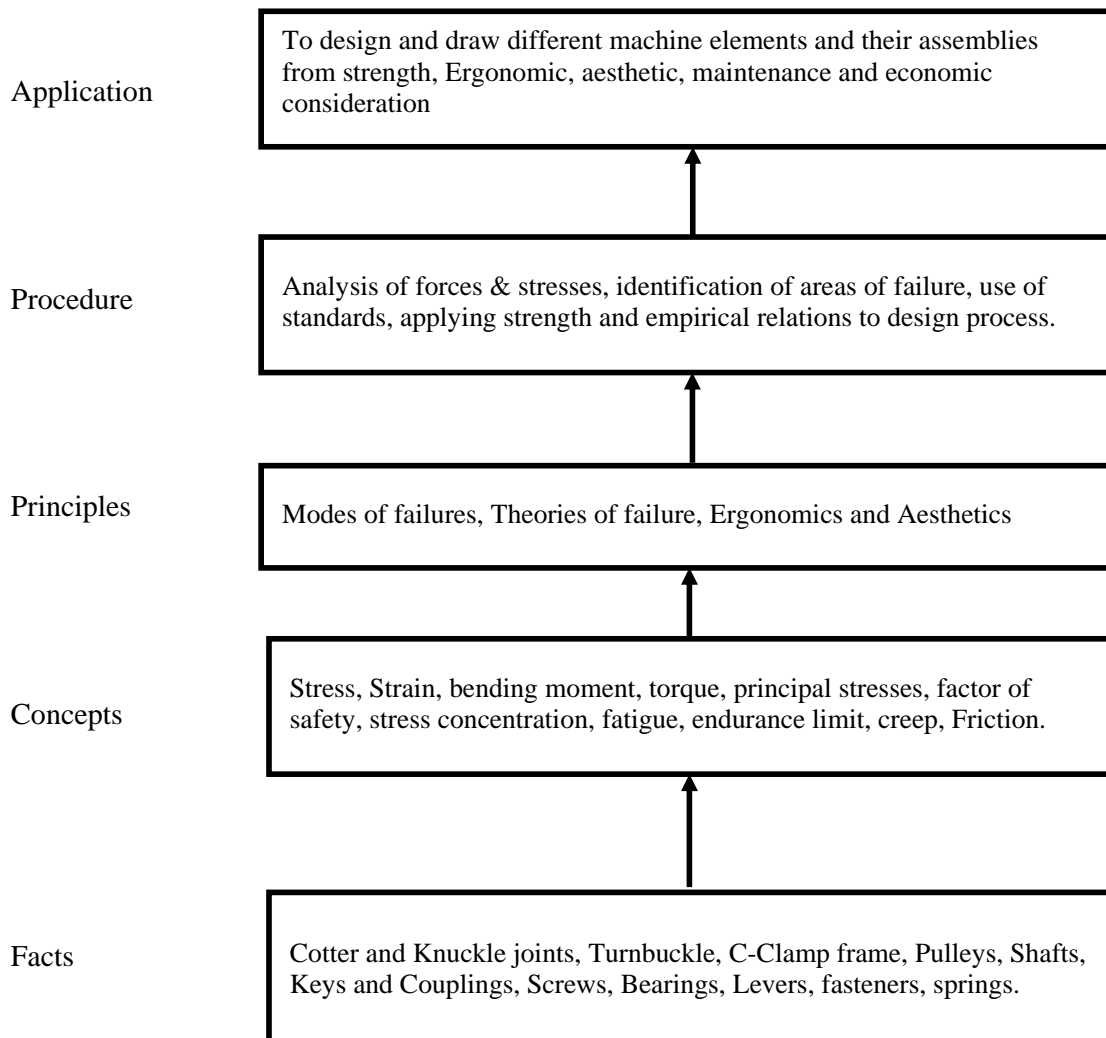 Application
To design and draw different machine elements and their assemblies
from strength, Ergonomic, aesthetic, maintenance and economic
consideration
Procedure
Analysis of forces & stresses, identification of areas of failure, use of
standards, applying strength and empirical relations to design process.
Principles
Modes of failures, Theories of failure, Ergonomics and Aesthetics
Concepts
Stress, Strain, bending moment, torque, principal stresses, factor of
safety, stress concentration, fatigue, endurance limit, creep, Friction.
Facts
Cotter and Knuckle joints, Turnbuckle, C-Clamp frame, Pulleys, Shafts,
Keys and Couplings, Screws, Bearings, Levers, fasteners, springs.